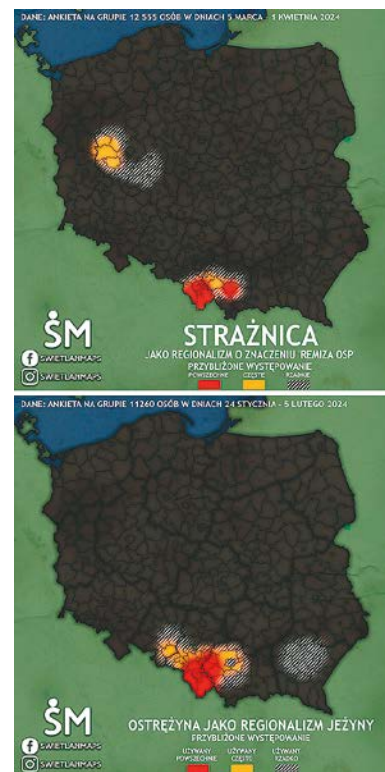 DANE: ANKIETA NA GRUPIE 12 555 OSÓB W DNIACH 5 MARCA - 1 KWIETNIA 2024
ŚM
STRAŻNICA
JAKO REGIONALIZM O ZNACZENIU REMIZA OSP
PRZYBLIŻONE WYSTĘPOWANIE
POWSZECHNE CZĘSTE RZADKIE
SWIETLANMAPS
SWIETLANMAPS
DANE: ANKIETA NA GRUPIE 11260 OSÓB W DNIACH 24 STYCZNIA - 5 LUTEGO 2024
ŚM
OSTRĘŻYNA JAKO REGIONALIZM JEŻYNY
PRZYBLIŻONE WYSTĘPOWANIE
SWIETLANMAPS
SWIETLANMAPS
UŻYWANY UŻYWANY UŻYWANY
POWSZECHNIE CZĘSTO RZADKO